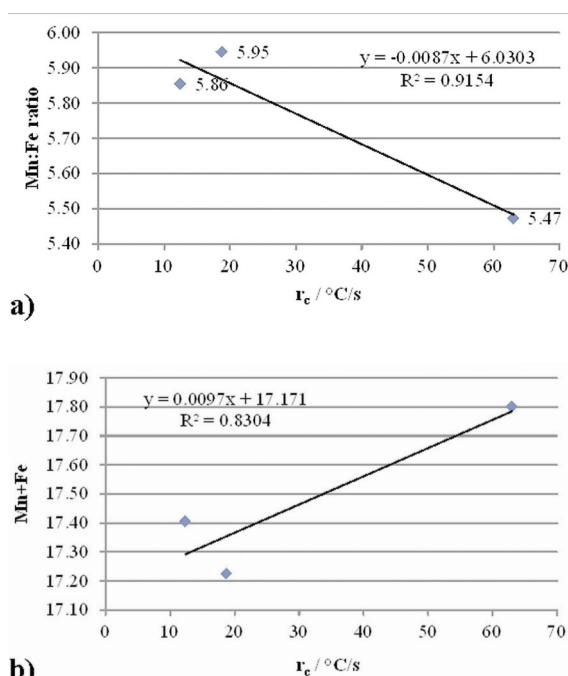 6.00
5.90
5.80
5.70
5.60
5.50
5.40
Mn:Fe ratio
5.95
5.86
5.47
y = -0.0087x + 6.0303
R² = 0.9154
0 10 20 30 40 50 60 70
r_c / °C/s
a)
17.90
17.80
17.70
17.60
17.50
17.40
17.30
17.20
17.10
Mn+Fe
y = 0.0097x + 17.171
R² = 0.8304
0 10 20 30 40 50 60 70
r_c / °C/s
b)